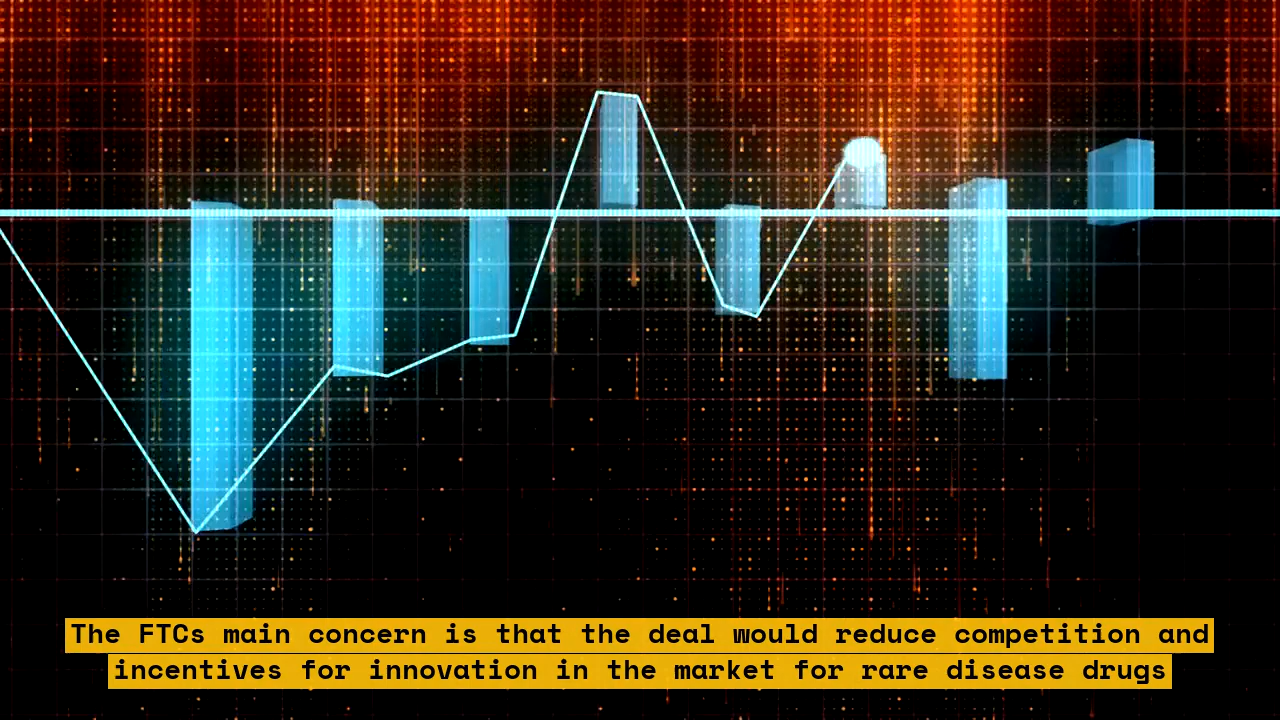 The FTCs main concern is that the deal would reduce competition and
incentives for innovation in the market for rare disease drugs